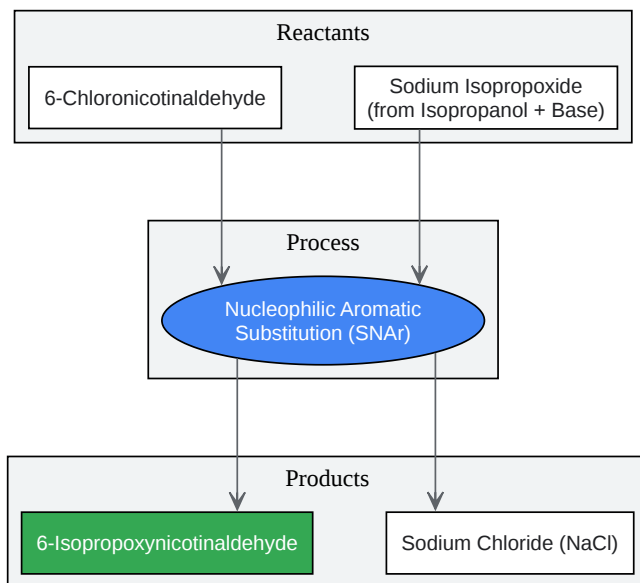 Reactants
6-Chloronicotinaldehyde
Sodium Isopropoxide
(from Isopropanol + Base)
Process
Nucleophilic Aromatic
Substitution (SNAr)
Products
6-Isopropoxynicotinaldehyde
Sodium Chloride (NaCl)